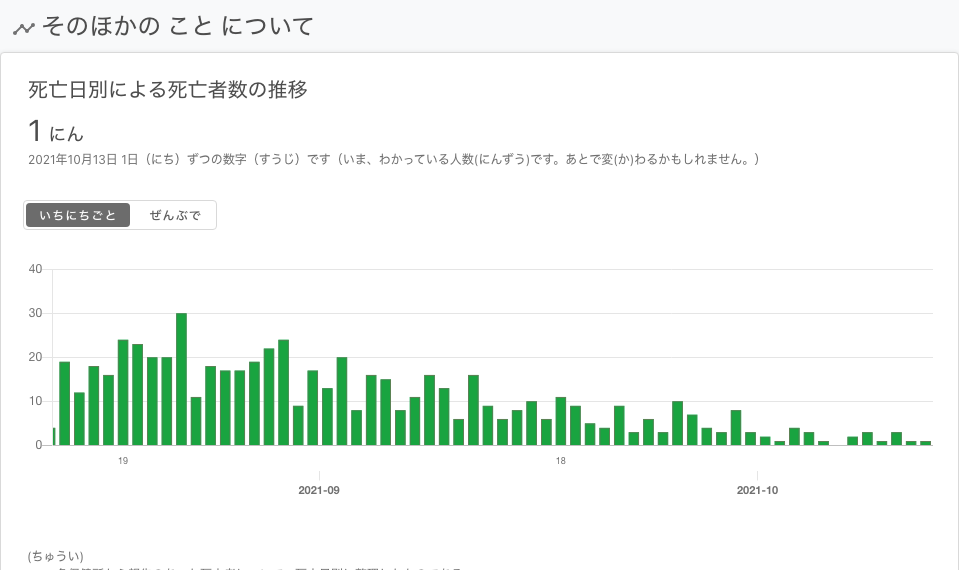 そのほかの こと について
死亡日別による死亡者数の推移
1 にん
2021年10月13日 1日（にち）ずつの数字（すうじ）です（いま、わかっている人数(にんずう)です。あとで変(か)わるかもしれません。）
いちにちごと ぜんぶで
40
30
20
10
0
19 18
2021-09 2021-10
(ちゅうい)